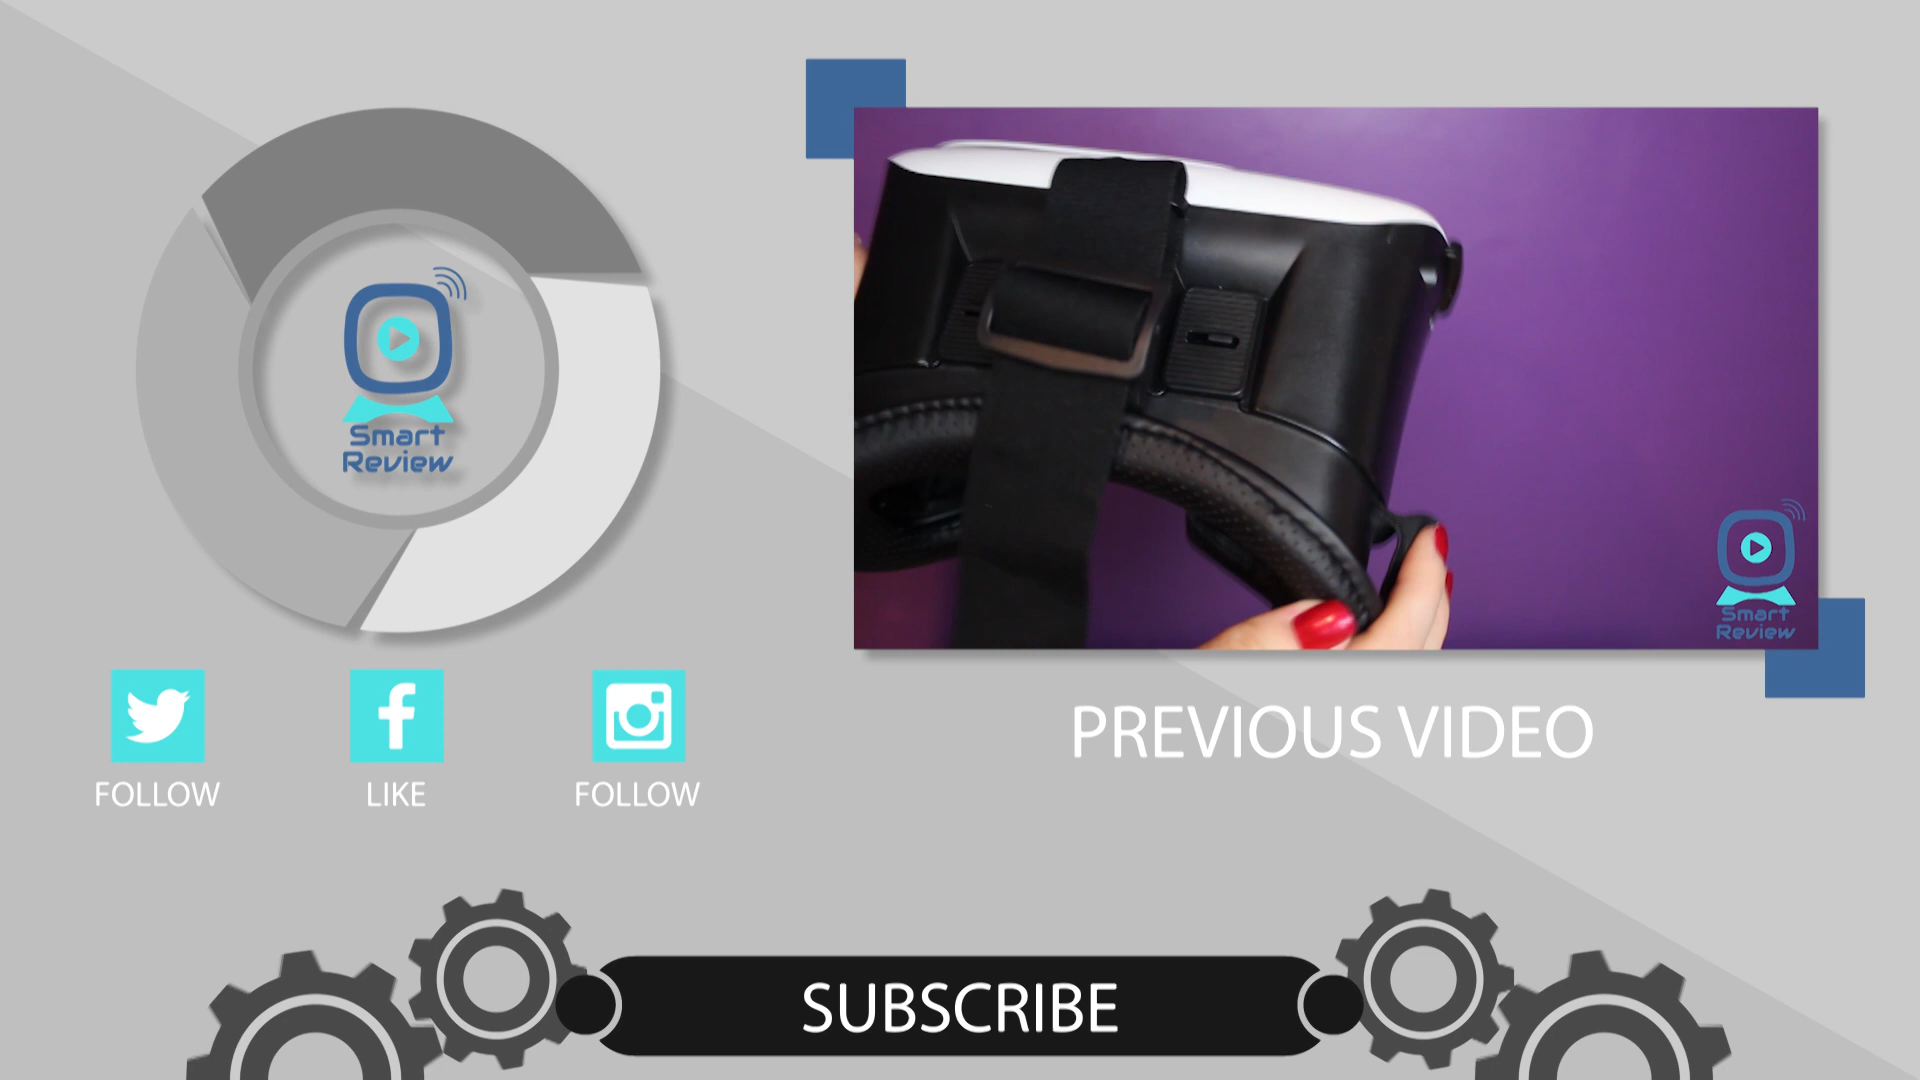 Smart
Review
Smart
Review
PREVIOUS VIDEO
FOLLOW
LIKE
FOLLOW
SUBSCRIBE